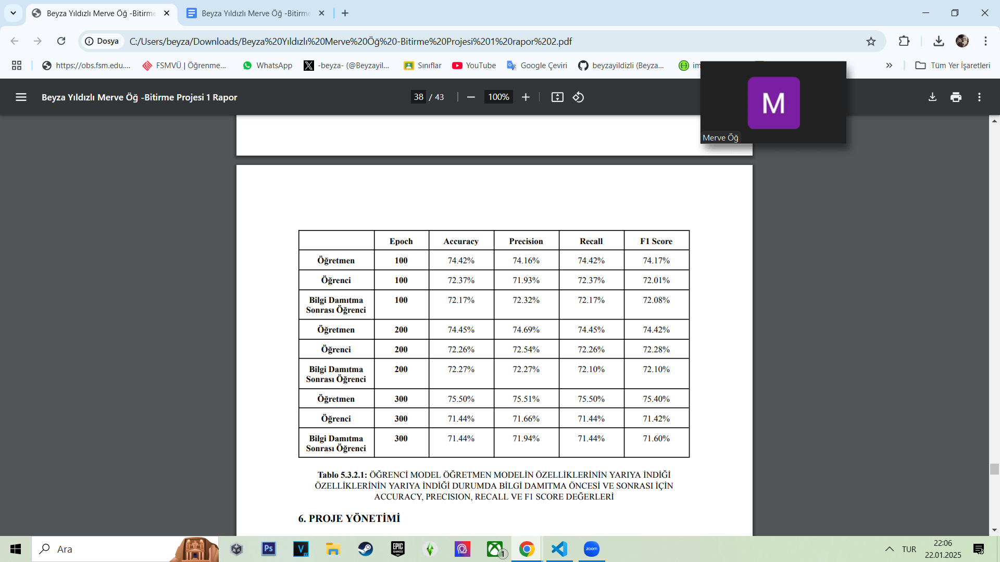 Beyza Yıldızlı Merve Öğ -Bitirme
Beyza Yıldızlı Merve Öğ -Bitirme
Dosya
C:/Users/beyza/Downloads/Beyza%20Yıldızlı%20Merve%20Öğ%20-Bitirme%20Projesi%201%20rapor%202.pdf
https://obs.fsm.edu....
FSMVÜ | Öğrenme...
WhatsApp
-beyza- (@Beyzayil...
Sınıflar
YouTube
Google Çeviri
beyzayildizli (Beyza...
im
Tüm Yer İşaretleri
Beyza Yıldızlı Merve Öğ -Bitirme Projesi 1 Rapor
38 / 43
100%
M
Merve Öğ
Epoch Accuracy Precision Recall F1 Score
Öğretmen 100 74.42% 74.16% 74.42% 74.17%
Öğrenci 100 72.37% 71.93% 72.37% 72.01%
Bilgi Damıtma 100 72.17% 72.32% 72.17% 72.08%
Sonrası Öğrenci
Öğretmen 200 74.45% 74.69% 74.45% 74.42%
Öğrenci 200 72.26% 72.54% 72.26% 72.28%
Bilgi Damıtma 200 72.27% 72.27% 72.10% 72.10%
Sonrası Öğrenci
Öğretmen 300 75.50% 75.51% 75.50% 75.40%
Öğrenci 300 71.44% 71.66% 71.44% 71.42%
Bilgi Damıtma 300 71.44% 71.94% 71.44% 71.60%
Sonrası Öğrenci
Tablo 5.3.2.1: ÖĞRENCİ MODEL ÖĞRETMEN MODELİN ÖZELLİKLERİNİN YARIYA İNDİĞİ
ÖZELLİKLERİNİN YARIYA İNDİĞİ DURUMDA BİLGİ DAMITMA ÖNCESİ VE SONRASI İÇİN
ACCURACY, PRECISION, RECALL VE F1 SCORE DEĞERLERİ
6. PROJE YÖNETİMİ
Ara
Ps
V
EPIC
GAMES
1
zoom
TUR
22:06
22.01.2025